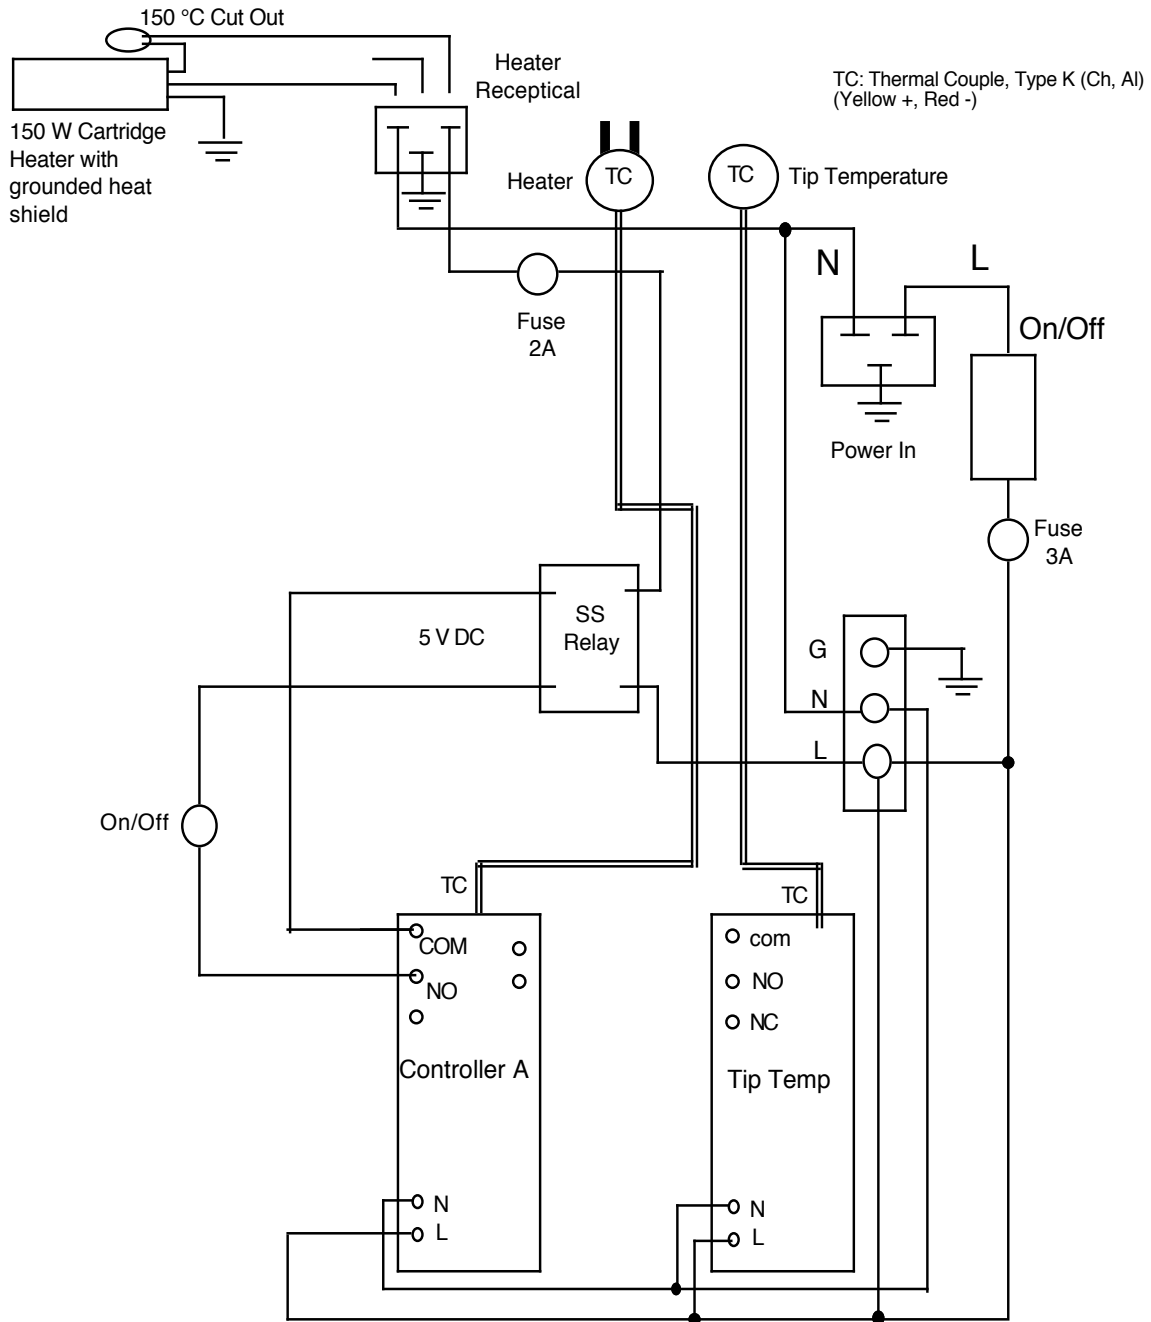 150 °C Cut Out
Heater
Receptical
TC: Thermal Couple, Type K (Ch, Al)
(Yellow +, Red -)
150 W Cartridge
Heater with
grounded heat
shield
Heater
TC
TC
Tip Temperature
N
L
On/Off
Fuse
2A
Power In
Fuse
3A
SS
Relay
5 V DC
G
N
L
On/Off
TC
TC
COM
NO
Controller A
N
L
com
NO
NC
Tip Temp
N
L